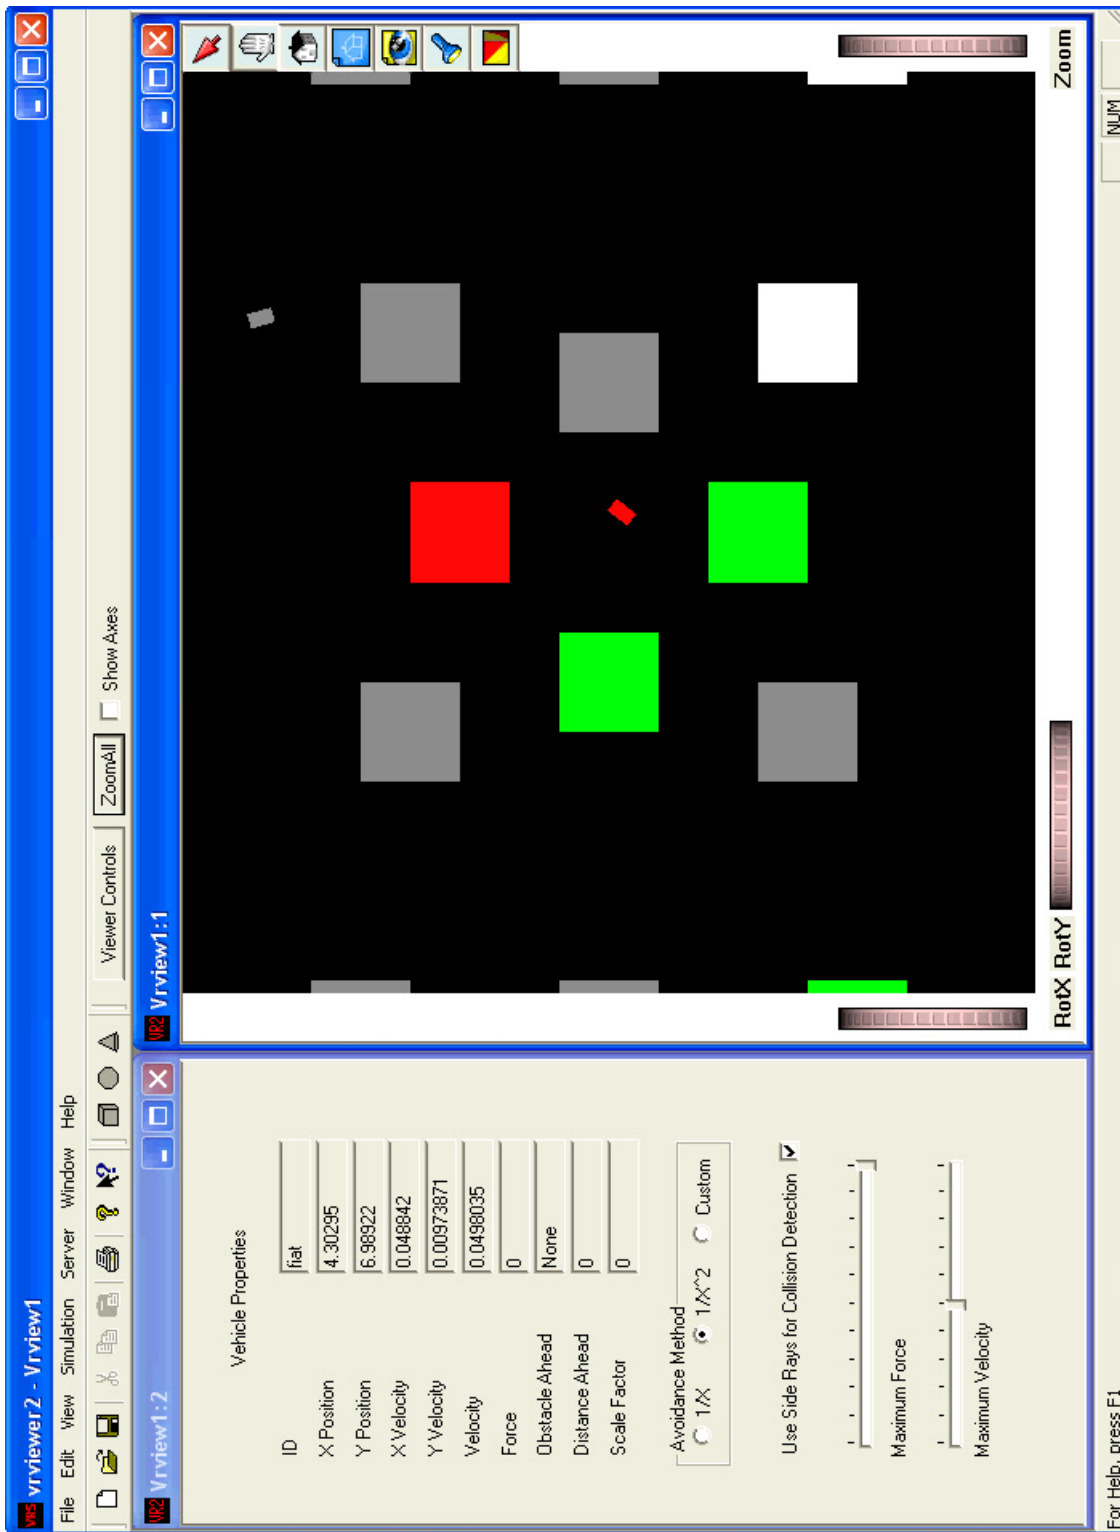 VRS vrviewer2 - Vrview1
File Edit View Simulation Server Window Help
Viewer Controls ZoomAll Show Axes
VR2 Vrview1:2
Vehicle Properties
ID fiat
X Position 4.30295
Y Position 6.98922
X Velocity 0.048842
Y Velocity 0.00973871
Velocity 0.0498035
Force 0
Obstacle Ahead None
Distance Ahead 0
Scale Factor 0
Avoidance Method
1/X 1/X^2 Custom
Use Side Rays for Collision Detection
Maximum Force
Maximum Velocity
VR2 Vrview1:1
RotX RotY Zoom
For Help, press F1 NUM